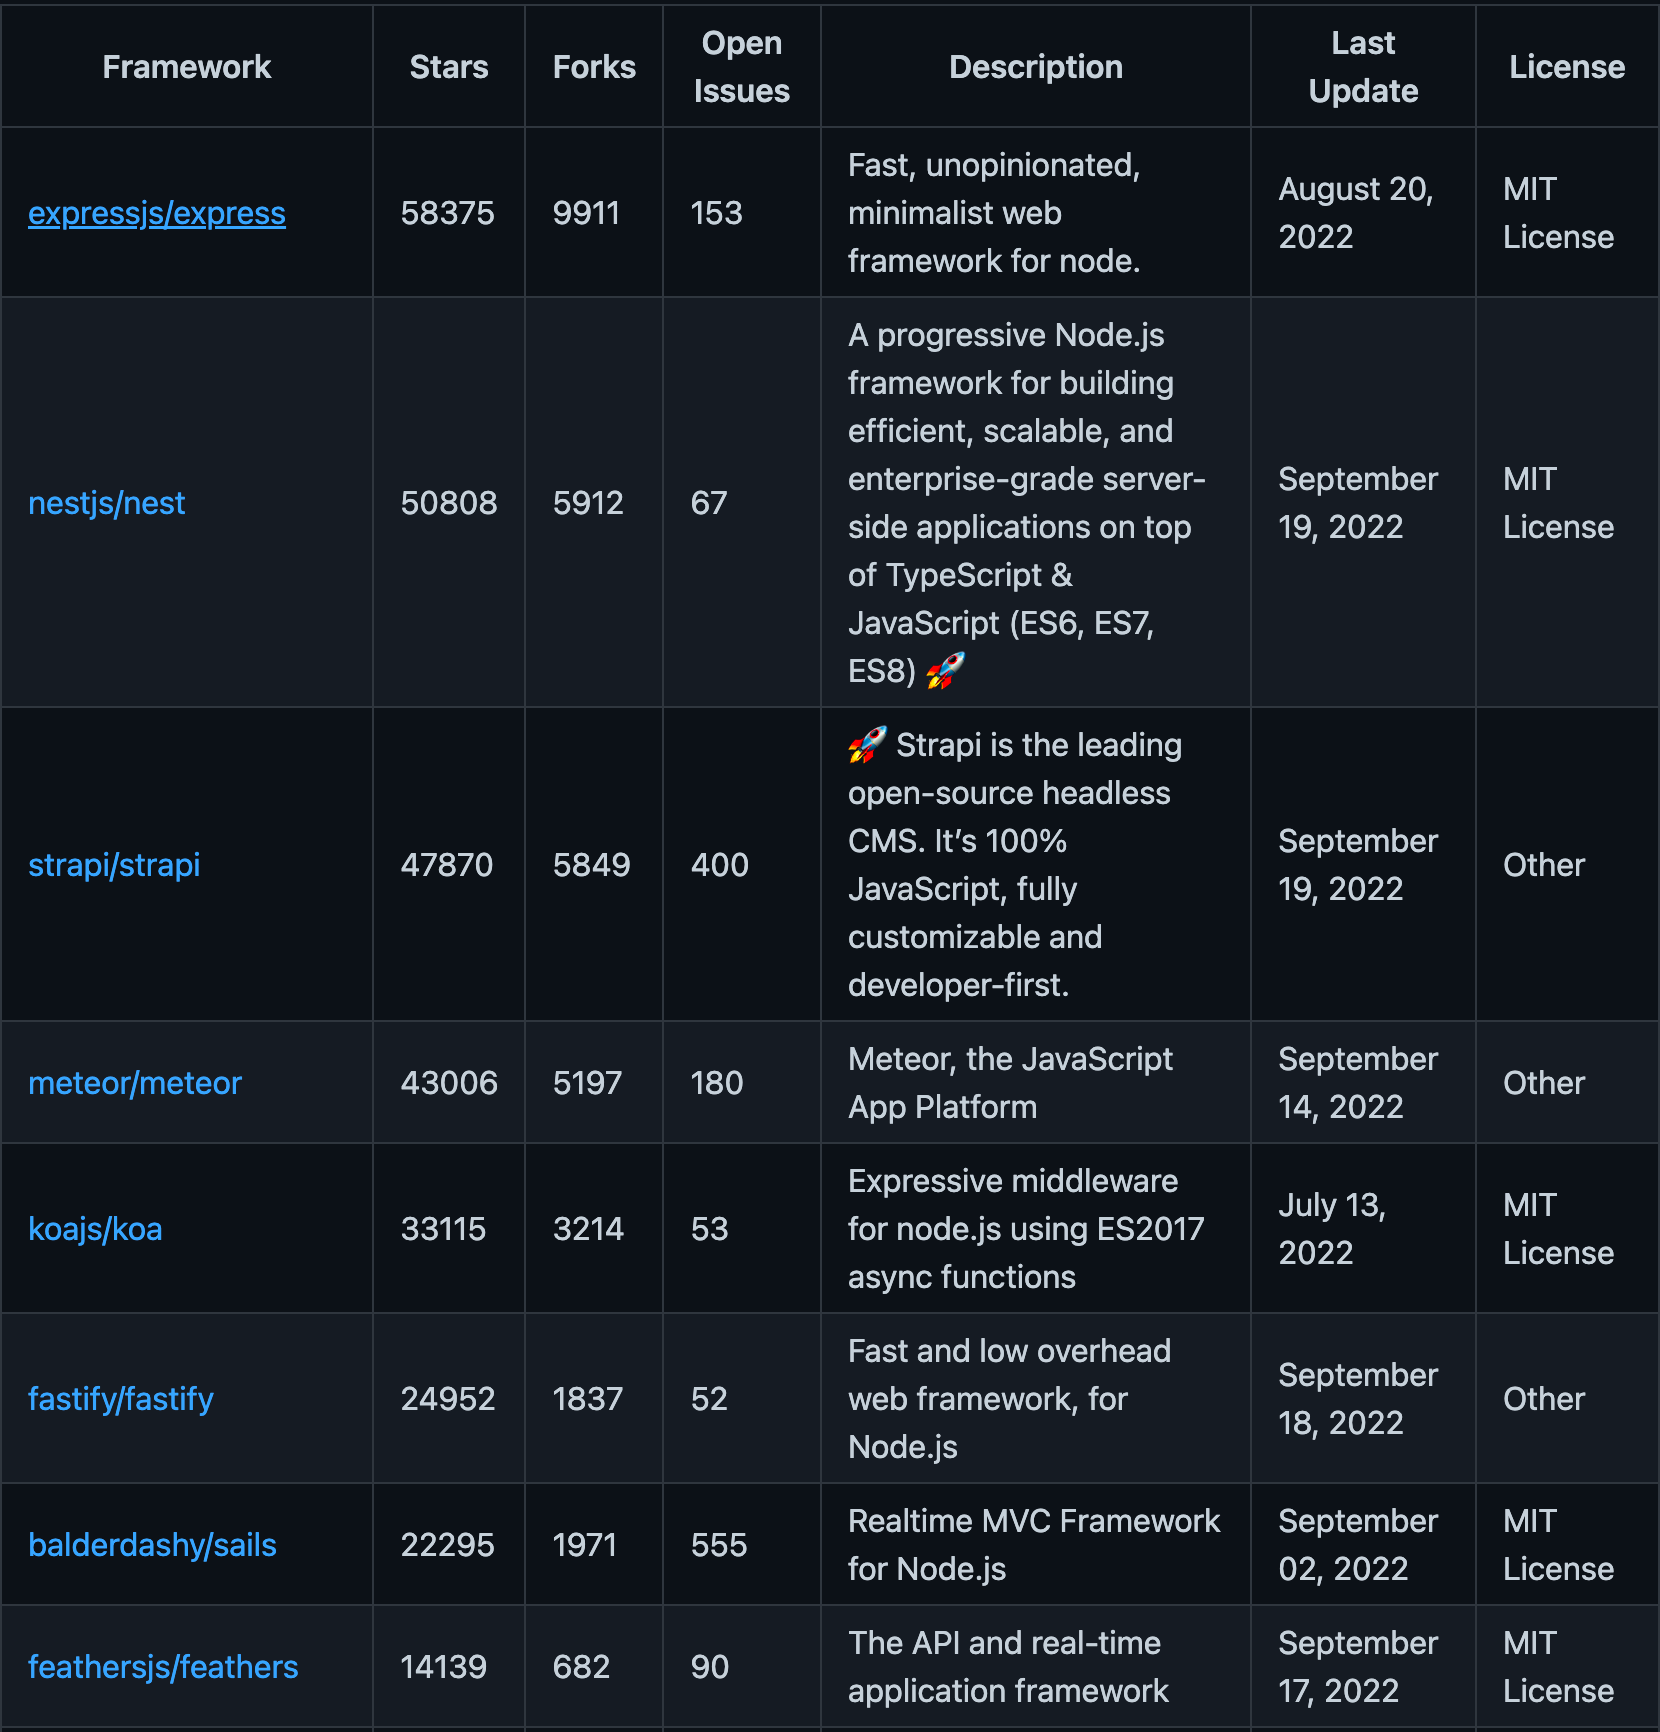 Framework Stars Forks Open Issues Description Last Update License
expressjs/express 58375 9911 153 Fast, unopinionated, minimalist web framework for node. August 20, 2022 MIT License
nestjs/nest 50808 5912 67 A progressive Node.js framework for building efficient, scalable, and enterprise-grade server-side applications on top of TypeScript & JavaScript (ES6, ES7, ES8) 🚀 September 19, 2022 MIT License
strapi/strapi 47870 5849 400 🚀 Strapi is the leading open-source headless CMS. It’s 100% JavaScript, fully customizable and developer-first. September 19, 2022 Other
meteor/meteor 43006 5197 180 Meteor, the JavaScript App Platform September 14, 2022 Other
koajs/koa 33115 3214 53 Expressive middleware for node.js using ES2017 async functions July 13, 2022 MIT License
fastify/fastify 24952 1837 52 Fast and low overhead web framework, for Node.js September 18, 2022 Other
balderdashy/sails 22295 1971 555 Realtime MVC Framework for Node.js September 02, 2022 MIT License
feathersjs/feathers 14139 682 90 The API and real-time application framework September 17, 2022 MIT License